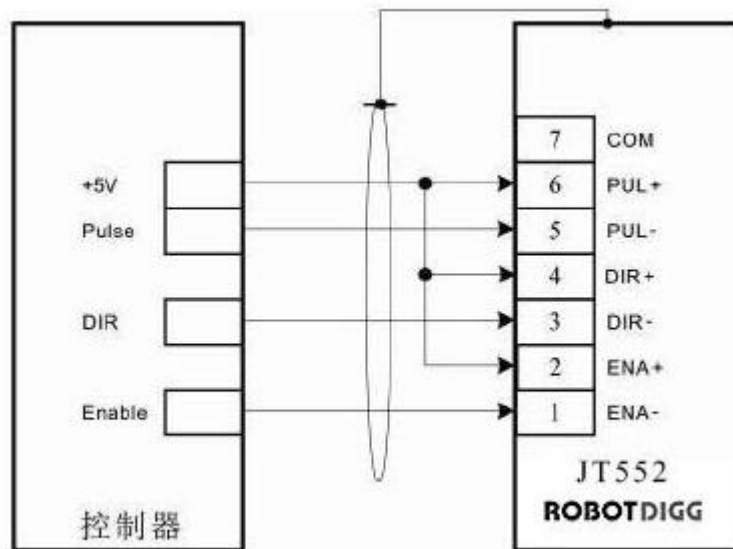 +5V
Pulse
DIR
Enable
控制器
7 COM
6 PUL+
5 PUL-
4 DIR+
3 DIR-
2 ENA+
1 ENA-
JT552
ROBOTDIGG